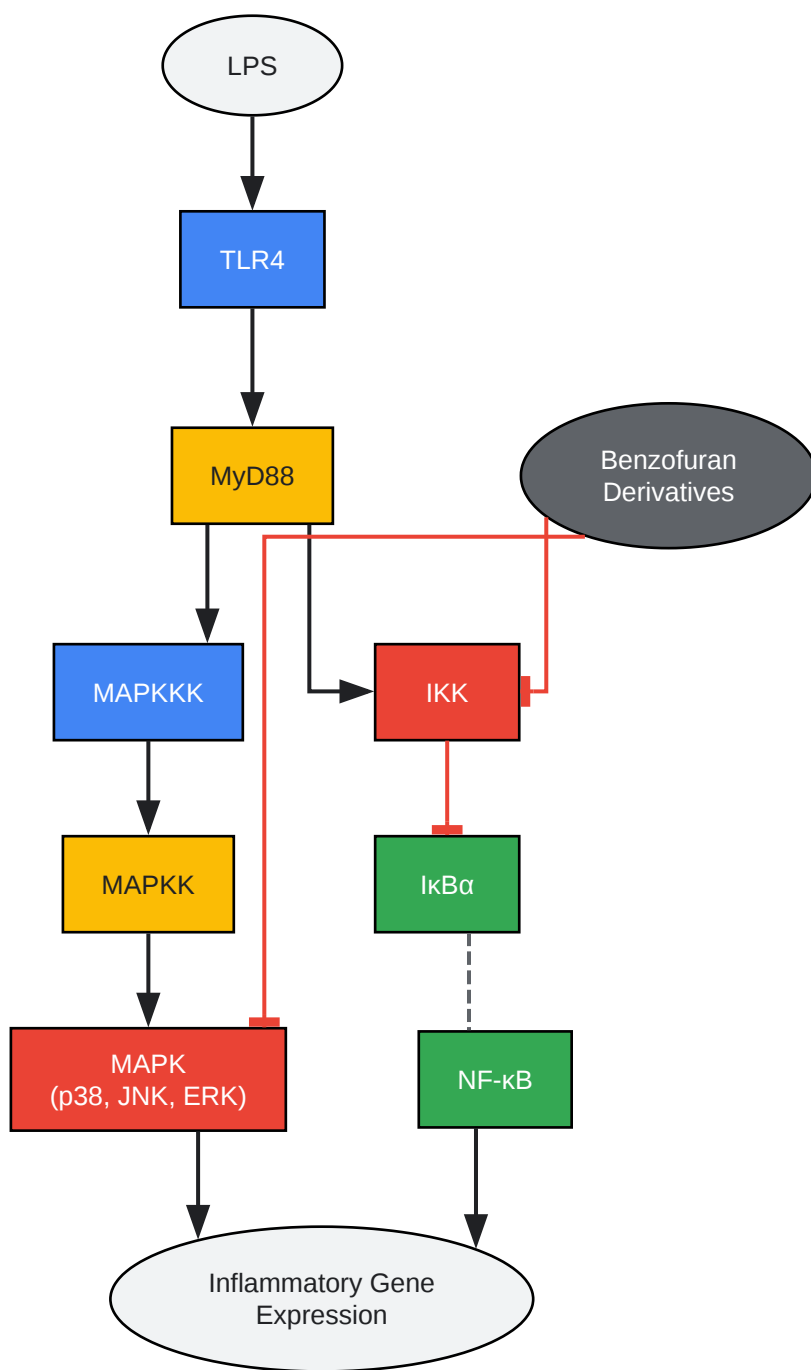 LPS
TLR4
MyD88
Benzofuran
Derivatives
MAPKKK
IKK
MAPKK
IκBα
MAPK
(p38, JNK, ERK)
NF-κB
Inflammatory Gene
Expression